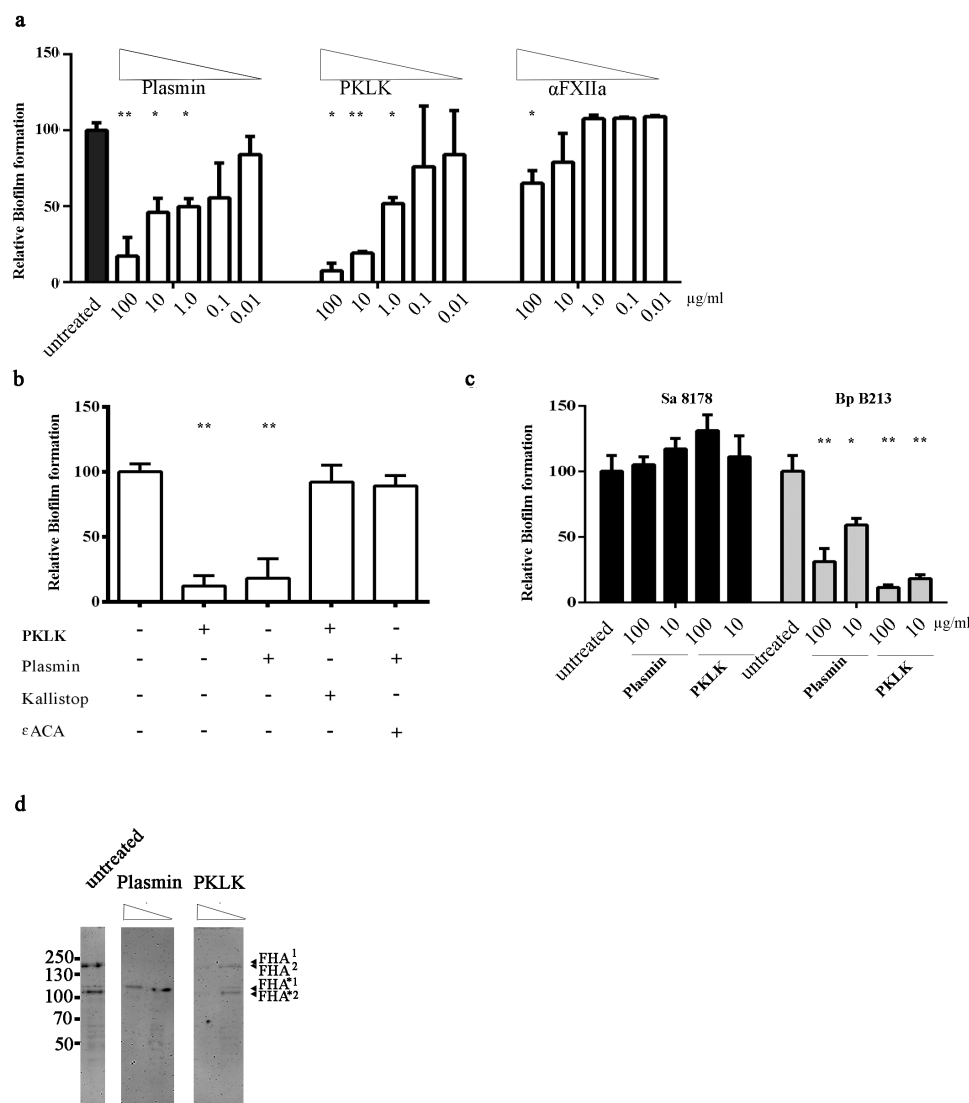 a
Relative Biofilm formation
150
100
50
0
Plasmin PKLK αFXIIa
** * * * ** * *
untreated 100 10 1.0 0.1 0.01 100 10 1.0 0.1 0.01 100 10 1.0 0.1 0.01 µg/ml
b
Relative Biofilm formation
150
100
50
0
** **
PKLK - + - + -
Plasmin - - + - +
Kallistop - - - + -
εACA - - - - +
c
Relative Biofilm formation
150
100
50
0
Sa 8178 Bp B213
** * ** **
untreated 100 10 100 10 untreated 100 10 100 10 µg/ml
Plasmin PKLK Plasmin PKLK
d
untreated Plasmin PKLK
250
130
100
70
50
FHA1
FHA2
FHA*1
FHA*2